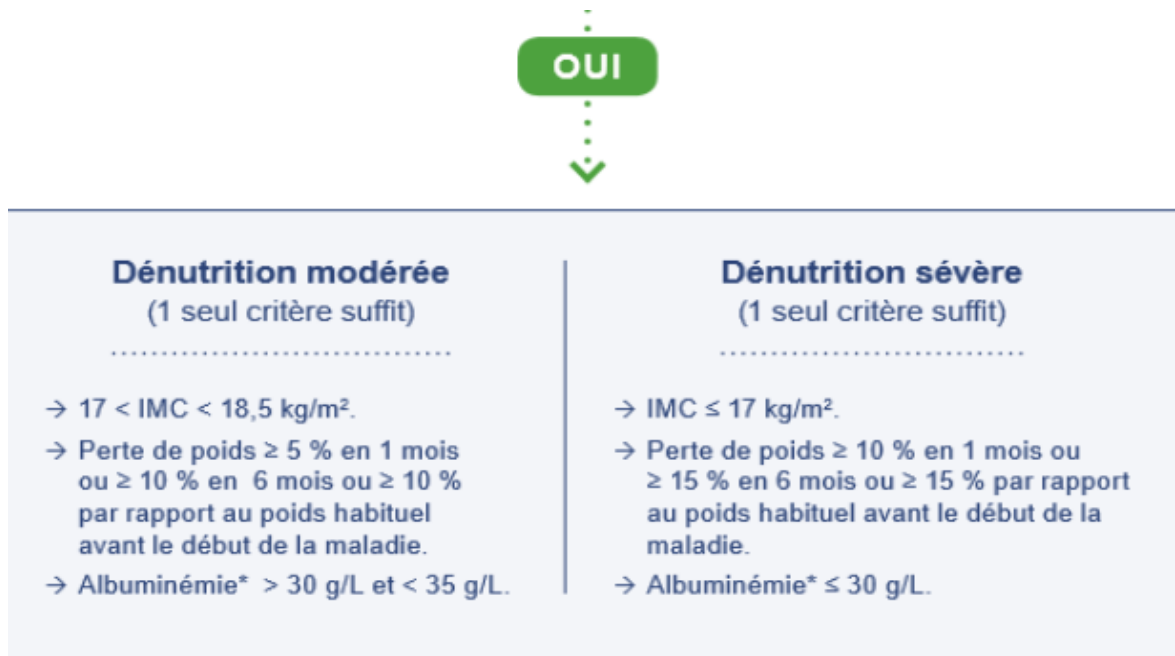 OUI
Dénutrition modérée
(1 seul critère suffit)
→ 17 < IMC < 18,5 kg/m².
→ Perte de poids ≥ 5 % en 1 mois
ou ≥ 10 % en  6 mois ou ≥ 10 %
par rapport au poids habituel
avant le début de la maladie.
→ Albuminémie*  > 30 g/L et < 35 g/L.
Dénutrition sévère
(1 seul critère suffit)
→ IMC ≤ 17 kg/m².
→ Perte de poids ≥ 10 % en 1 mois ou
≥ 15 % en 6 mois ou ≥ 15 % par rapport
au poids habituel avant le début de la
maladie.
→ Albuminémie* ≤ 30 g/L.